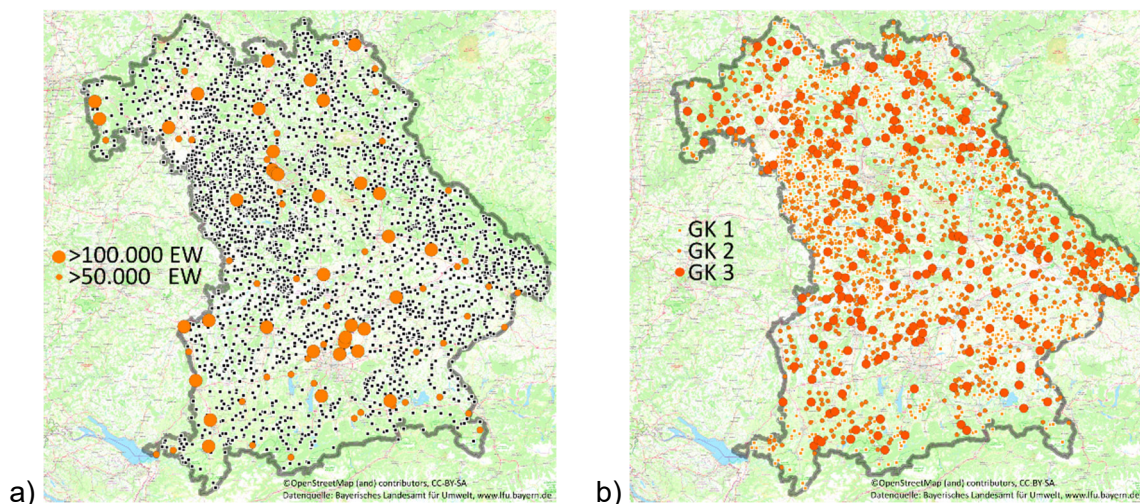 >100.000 EW
>50.000 EW
©OpenStreetMap (and) contributors, CC-BY-SA
Datenquelle: Bayerisches Landesamt für Umwelt, www.lfu.bayern.de
a)
GK 1
GK 2
GK 3
©OpenStreetMap (and) contributors, CC-BY-SA
Datenquelle: Bayerisches Landesamt für Umwelt, www.lfu.bayern.de
b)